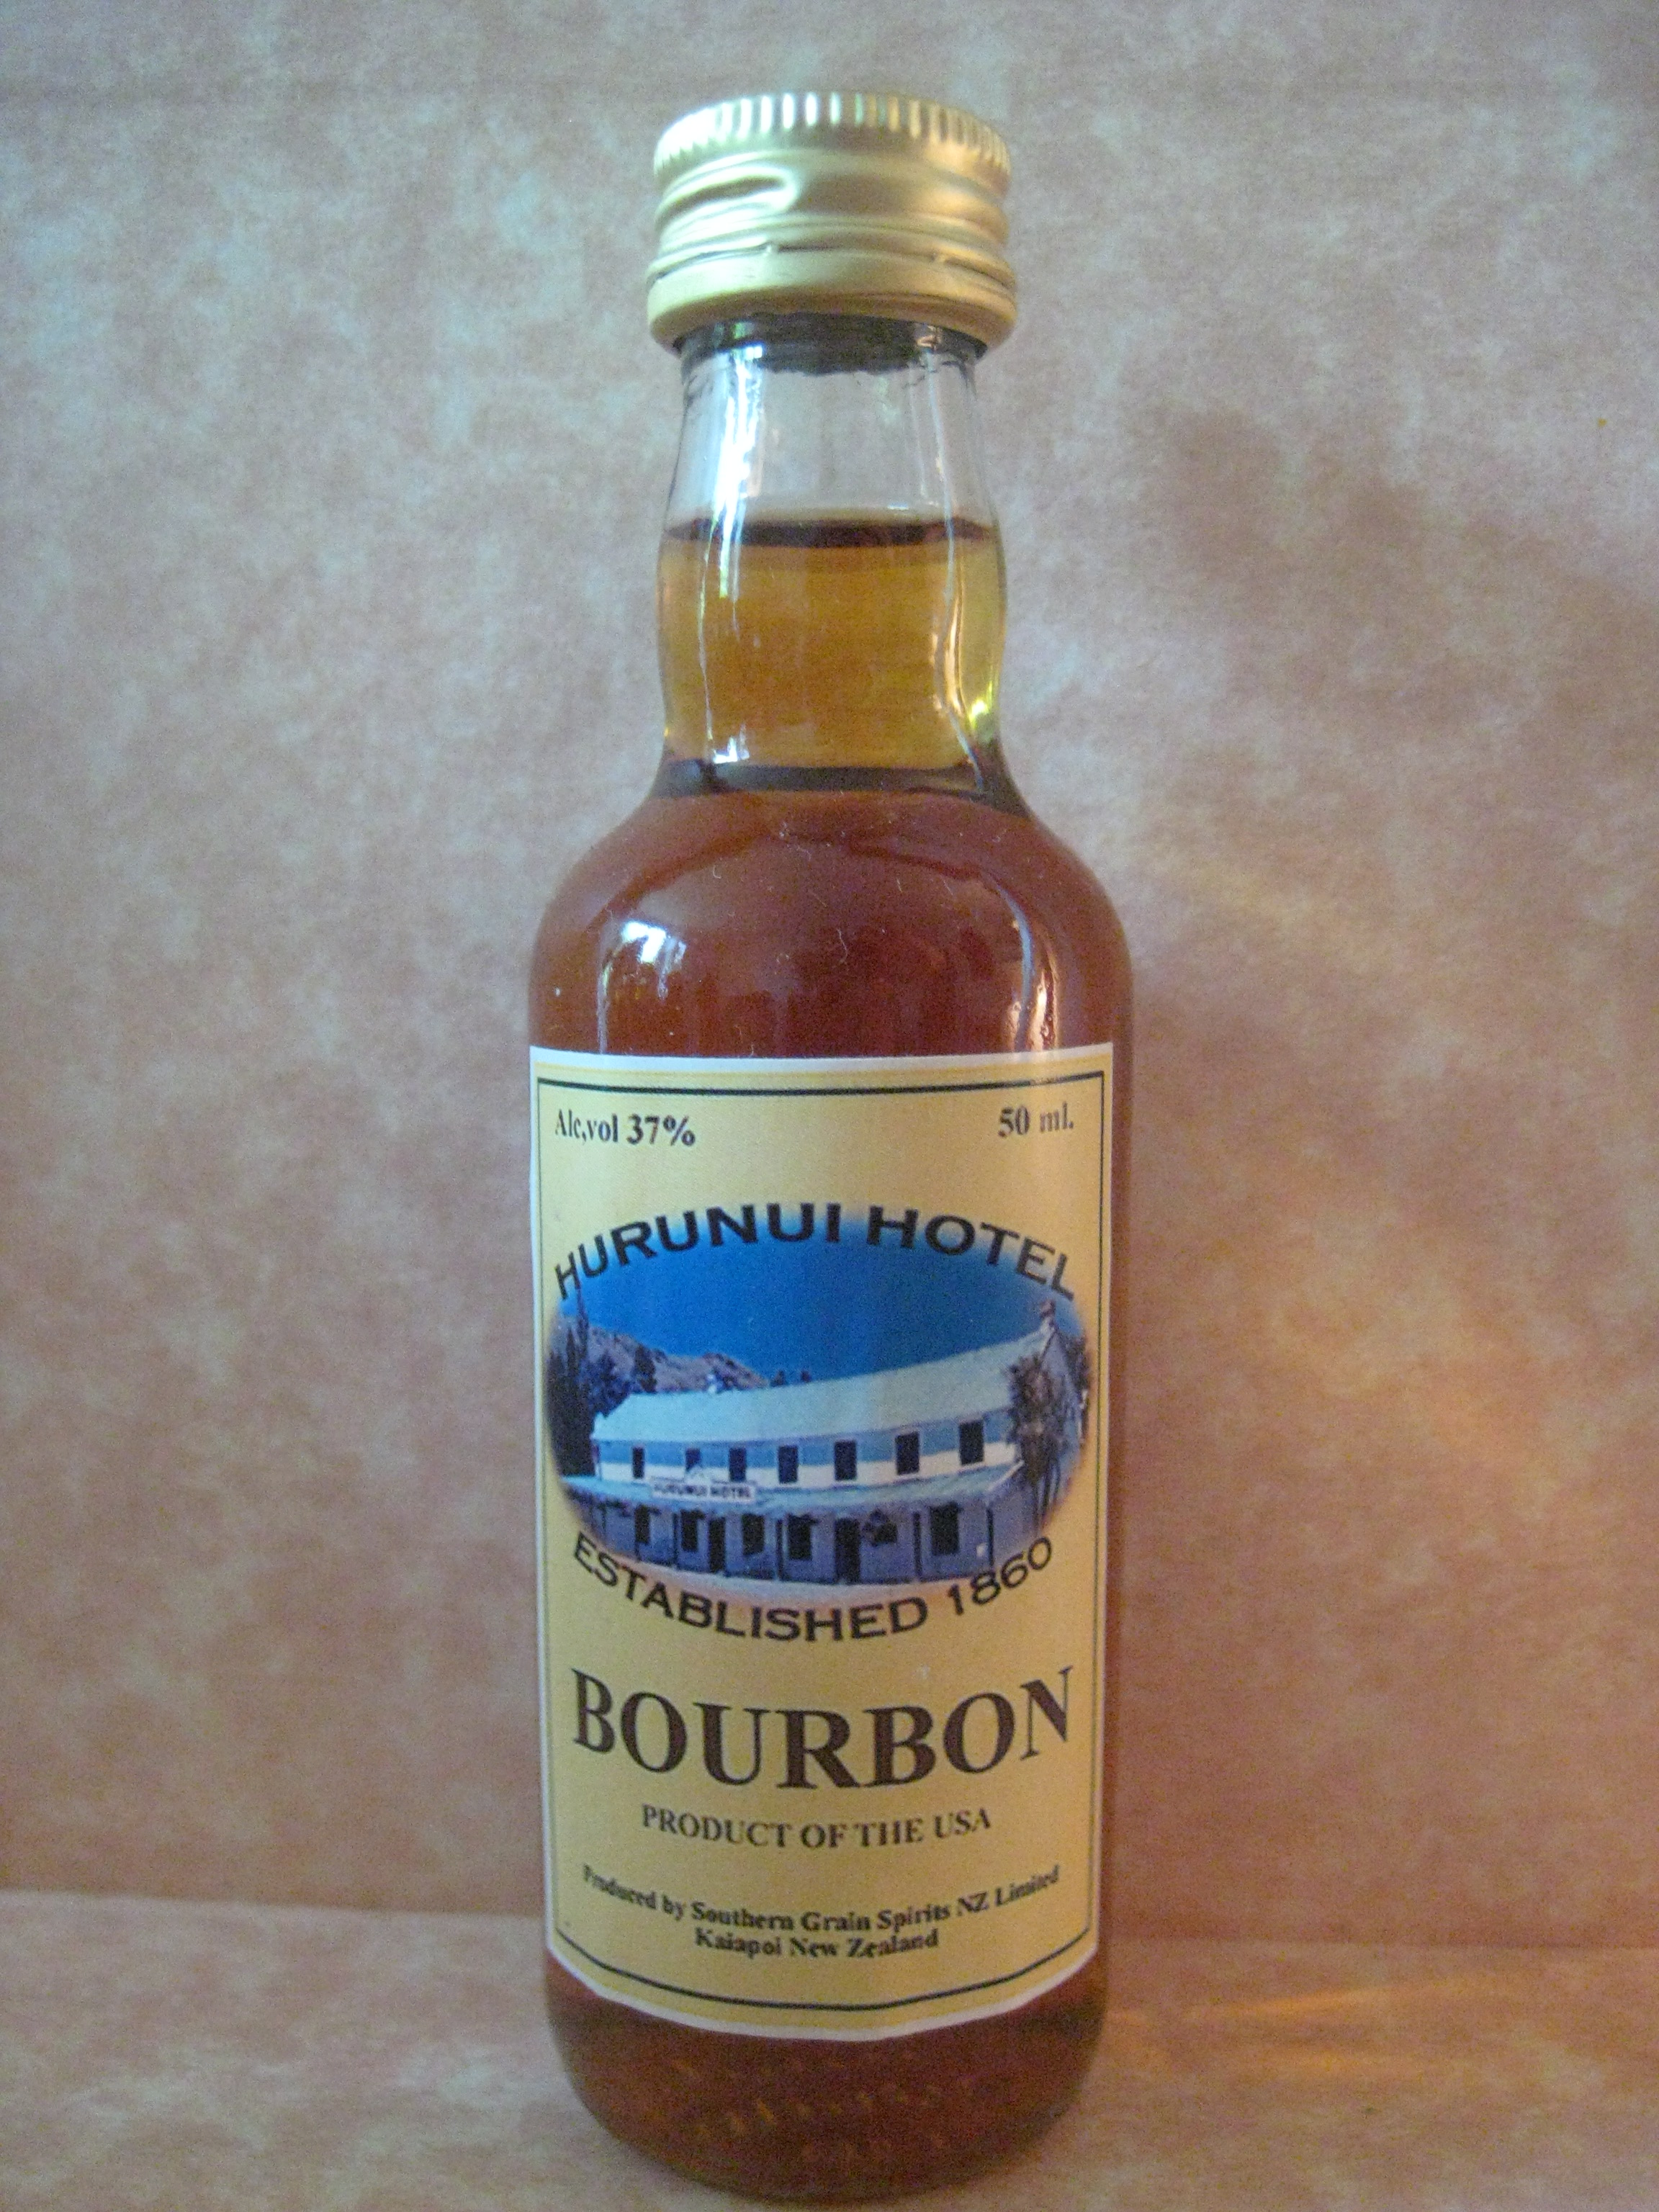 Alc,vol 37% 50 ml.
HURUNUI HOTEL
HURUNUI HOTEL
ESTABLISHED 1860
BOURBON
PRODUCT OF THE USA
Produced by Southern Grain Spirits NZ Limited
Kaiapoi New Zealand